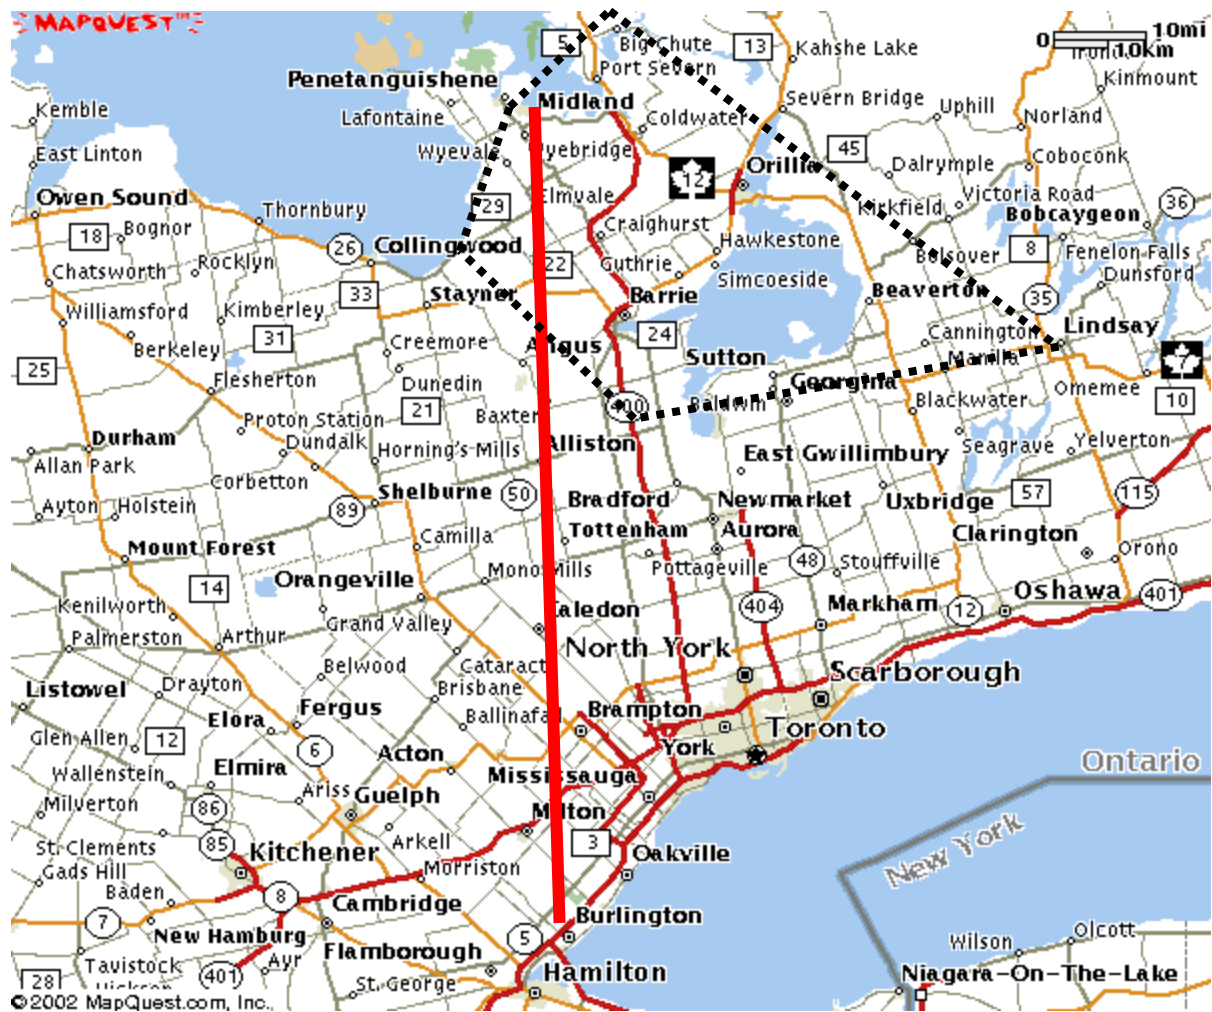 MAPQUEST™
10mi
0
10km
5
Big Chute
13
Kahshe Lake
Penetanguishene
Port Severn
Kinmount
Kemble
Lafontaine
Midland
Severn Bridge
Uphill
Norland
Coldwater
East Linton
Wyevale
Wyebridge
45
Dalrymple
Coboconk
12
Orillia
Owen Sound
Elmvale
Victoria Road
36
Thornbury
29
Kirkfield
Bobcaygeon
18
Bognor
26
Collingwood
Craighurst
Hawkestone
8
Fenelon Falls
Chatsworth
Rocklyn
22
Guthrie
Bolsover
Dunsford
33
Stayner
Simcoeside
Barrie
Beaverton
35
Williamsford
Kimberley
24
Cannington
Lindsay
31
Creemore
Angus
Sutton
Manilla
7
Berkeley
25
Flesherton
Dunedin
Georgina
Omemee
21
Baxter
400
Baldwin
Blackwater
10
Proton Station
Durham
Dundalk
Horning's Mills
Alliston
East Gwillimbury
Seagrave
Yelverton
Allan Park
Corbetton
Shelburne
50
Bradford
Newmarket
Uxbridge
57
115
Ayton
Holstein
89
Tottenham
Aurora
Clarington
Mount Forest
Camilla
48
Stouffville
Orono
Pottageville
14
Orangeville
Mono Mills
Kenilworth
Caledon
404
Markham
12
Oshawa
401
Palmerston
Arthur
Grand Valley
North York
Belwood
Cataract
Scarborough
Listowel
Drayton
Brisbane
Elora
Fergus
Ballinafad
Brampton
Toronto
Glen Allen
12
6
Acton
York
Ontario
Wallenstein
Elmira
Mississauga
Milverton
86
Ariss
Guelph
Milton
St. Clements
85
Arkell
3
New York
Gads Hill
Kitchener
Morriston
Oakville
Baden
8
Cambridge
7
Burlington
New Hamburg
Flamborough
5
Wilson
Olcott
Tavistock
401
Ayr
28
St. George
Hamilton
Niagara-On-The-Lake
©2002 MapQuest.com, Inc.